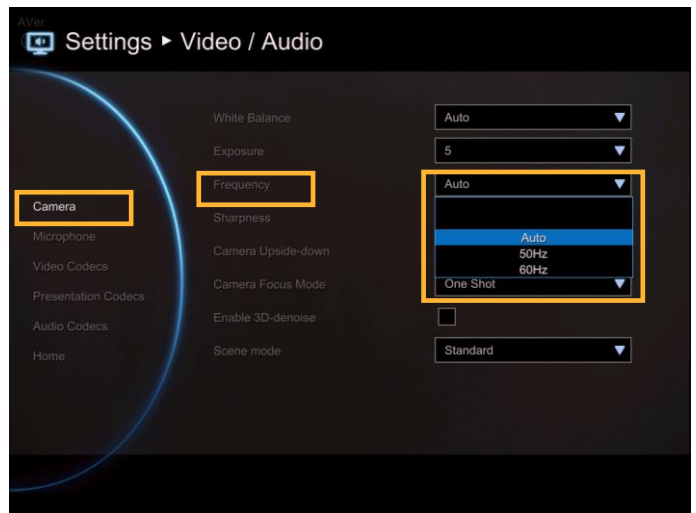 AVer
Settings ► Video / Audio
White Balance Auto ▼
Exposure 5 ▼
Frequency Auto ▼
Camera
Sharpness
Microphone
Auto
Camera Upside-down
50Hz
Video Codecs
60Hz
Camera Focus Mode One Shot ▼
Presentation Codecs
Enable 3D-denoise
Audio Codecs
Scene mode Standard ▼
Home